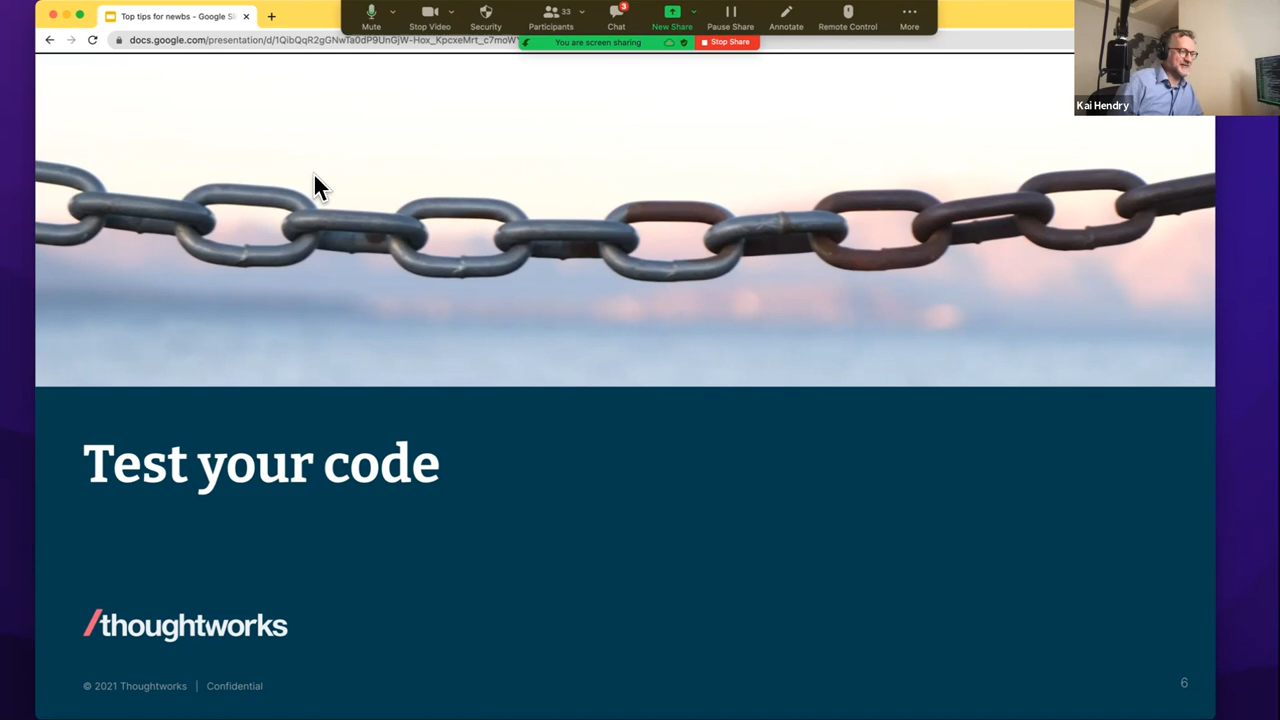 Top tips for newbs - Google Sli
docs.google.com/presentation/d/1QibQqR2gGNwTa0dP9UnGjW-Hox_KpcxeMrt_c7moW
Mute
Stop Video
Security
33
Participants
3
Chat
New Share
Pause Share
Annotate
Remote Control
More
You are screen sharing
Stop Share
Kai Hendry
Test your code
/thoughtworks
© 2021 Thoughtworks | Confidential
6